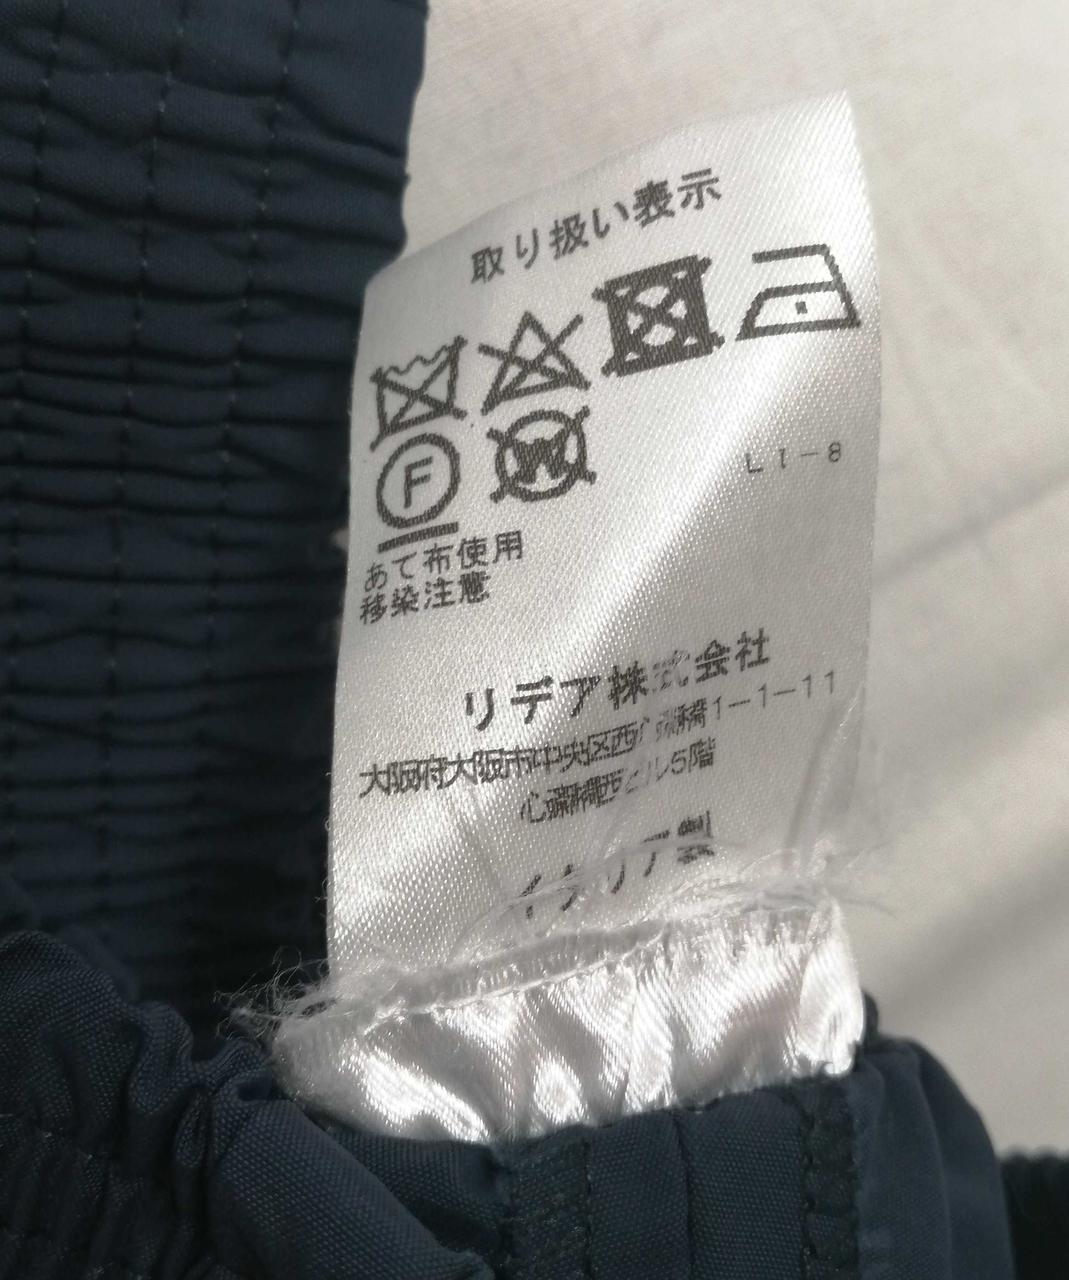 取り扱い表示
F
W
L1-8
あて布使用
移染注意
リデア株式会社
大阪府大阪市中央区西心斎橋1-1-11
心斎橋西ビル5階
イタリア製